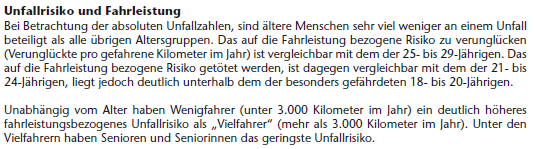 Unfallrisiko und Fahrleistung
Bei Betrachtung der absoluten Unfallzahlen, sind ältere Menschen sehr viel weniger an einem Unfall
beteiligt als alle übrigen Altersgruppen. Das auf die Fahrleistung bezogene Risiko zu verunglücken
(Verunglückte pro gefahrene Kilometer im Jahr) ist vergleichbar mit dem der 25- bis 29-Jährigen. Das
auf die Fahrleistung bezogene Risiko getötet werden, ist dagegen vergleichbar mit dem der 21- bis
24-Jährigen, liegt jedoch deutlich unterhalb dem der besonders gefährdeten 18- bis 20-Jährigen.
Unabhängig vom Alter haben Wenigfahrer (unter 3.000 Kilometer im Jahr) ein deutlich höheres
fahrleistungsbezogenes Unfallrisiko als „Vielfahrer“ (mehr als 3.000 Kilometer im Jahr). Unter den
Vielfahrern haben Senioren und Seniorinnen das geringste Unfallrisiko.